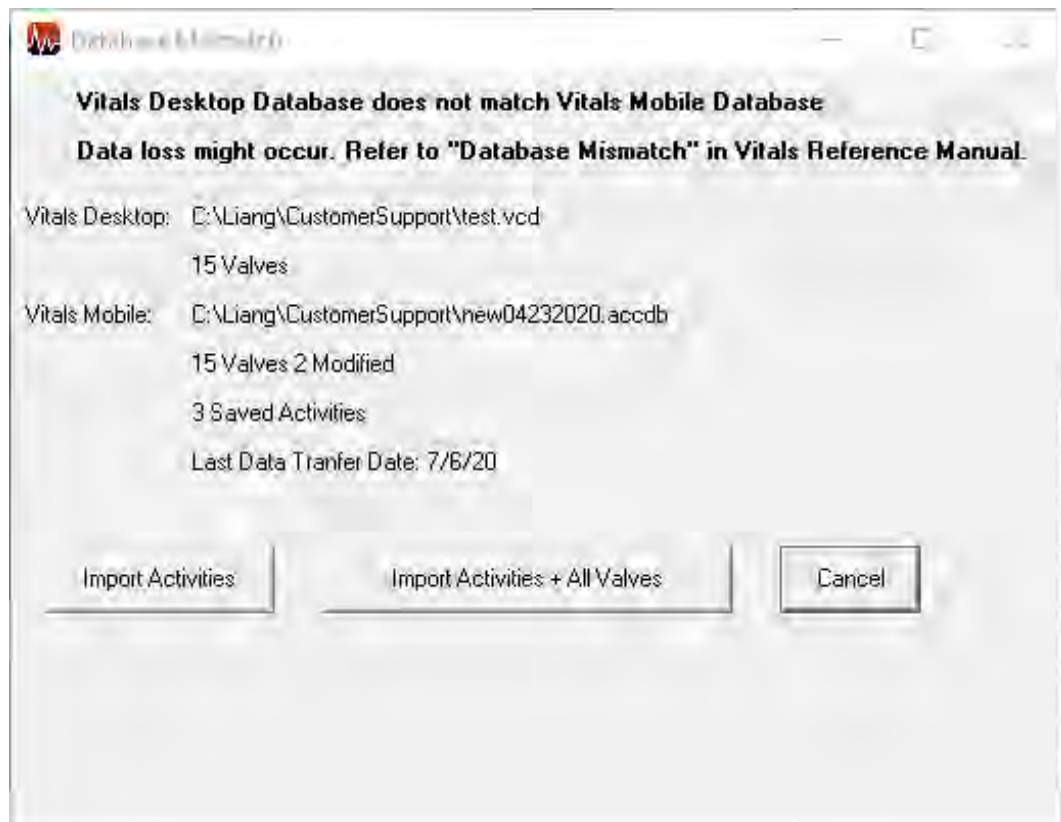 Database Mismatch
Vitals Desktop Database does not match Vitals Mobile Database
Data loss might occur. Refer to "Database Mismatch" in Vitals Reference Manual.
Vitals Desktop: C:\Liang\CustomerSupport\test.vcd
15 Valves
Vitals Mobile: C:\Liang\CustomerSupport\new04232020.accdb
15 Valves 2 Modified
3 Saved Activities
Last Data Tranfer Date: 7/6/20
Import Activities Import Activities + All Valves Cancel